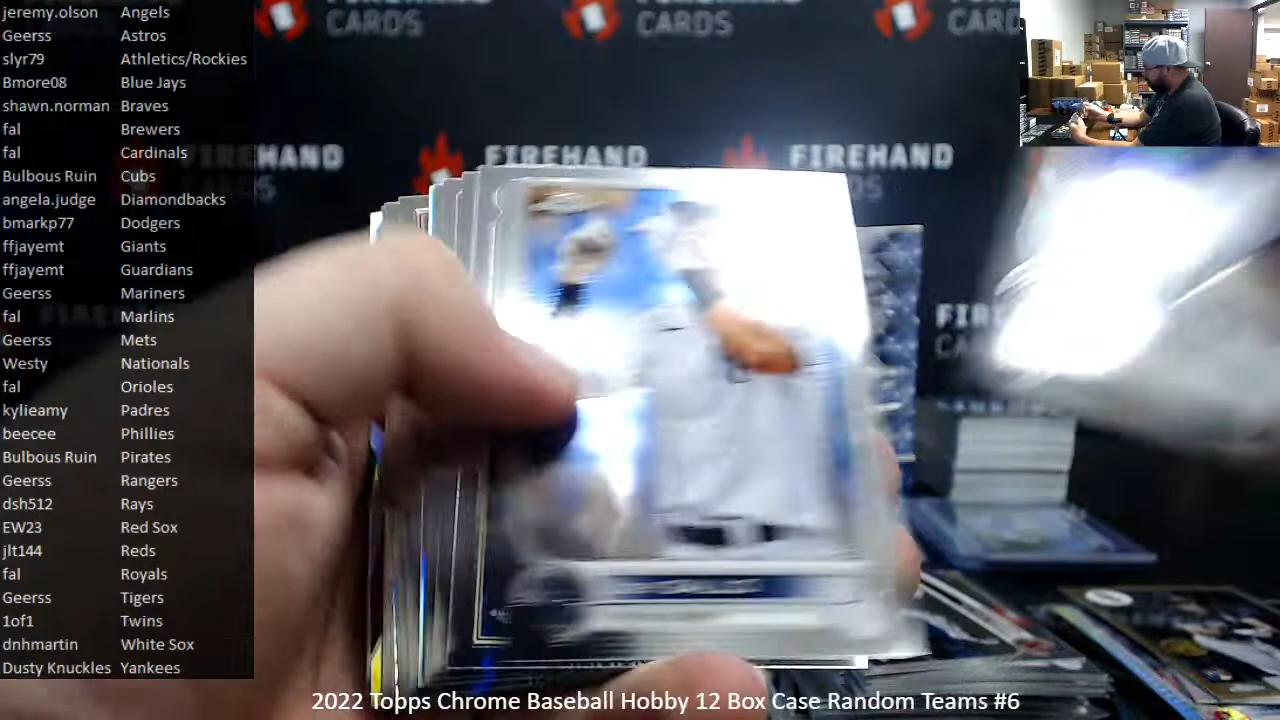 jeremy.olson Angels
Geerss Astros
slyr79 Athletics/Rockies
Bmore08 Blue Jays
shawn.norman Braves
fal Brewers
fal Cardinals
Bulbous Ruin Cubs
angela.judge Diamondbacks
bmarkp77 Dodgers
ffjayemt Giants
ffjayemt Guardians
Geerss Mariners
fal Marlins
Geerss Mets
Westy Nationals
fal Orioles
kylieamy Padres
beecee Phillies
Bulbous Ruin Pirates
Geerss Rangers
dsh512 Rays
EW23 Red Sox
jlt144 Reds
fal Royals
Geerss Tigers
1of1 Twins
dnhmartin White Sox
Dusty Knuckles Yankees
CARDS
CARDS
FIREHAND
FIREHAND
FIREHAND
2022 Topps Chrome Baseball Hobby 12 Box Case Random Teams #6